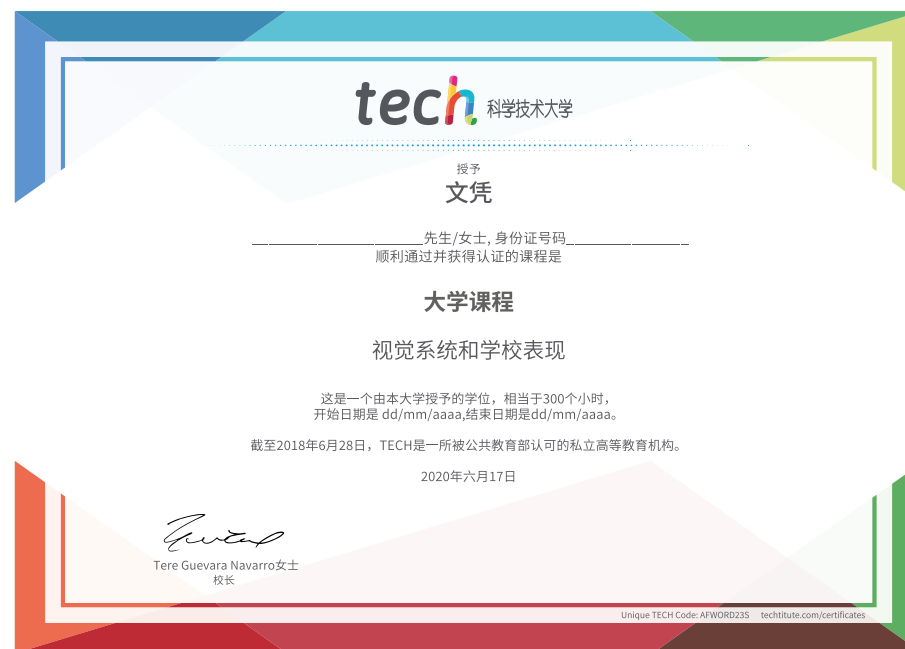 tech 科学技术大学
授予
文凭
______________________先生/女士, 身份证号码________________
顺利通过并获得认证的课程是
大学课程
视觉系统和学校表现
这是一个由本大学授予的学位，相当于300个小时，
开始日期是 dd/mm/aaaa,结束日期是dd/mm/aaaa。
截至2018年6月28日，TECH是一所被公共教育部认可的私立高等教育机构。
2020年六月17日
Tere Guevara Navarro女士
校长
Unique TECH Code: AFWORD23S techtitute.com/certificates